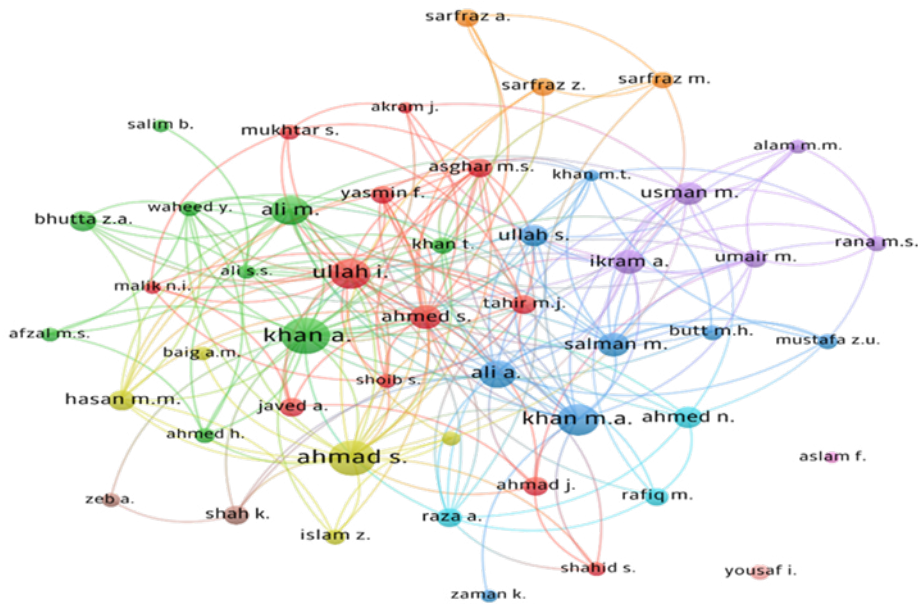 sarfraz a.
sarfraz z.
sarfraz m.
akram j.
salim b.
mukhtar s.
alam m.m.
asghar m.s.
khan m.t.
usman m.
yasmin f.
waheed y.
ali m.
bhutta z.a.
ullah s.
khan t.
rana m.s.
ikram a.
umair m.
ali s.s.
ullah i.
malik n.i.
tahir m.j.
ahmed s.
khan a.
afzal m.s.
butt m.h.
mustafa z.u.
salman m.
baig a.m.
ali a.
shoib s.
hasan m.m.
javed a.
khan m.a.
ahmed n.
ahmed h.
ahmad s.
aslam f.
ahmad j.
rafiq m.
zeb a.
shah k.
raza a.
islam z.
shahid s.
yousaf i.
zaman k.